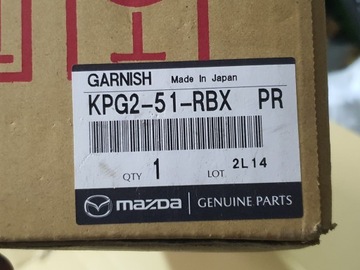 GARNISH Made In Japan
KPG2-51-RBX PR
QTY 1 LOT. 2L14
mazda GENUINE PARTS